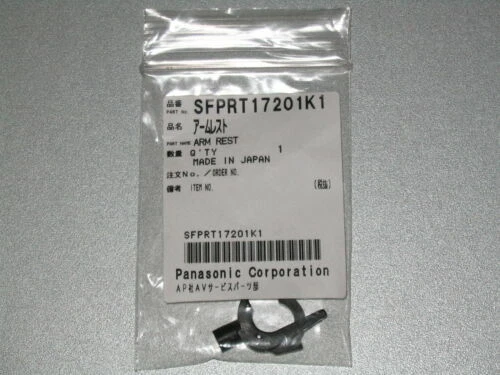 品番 PART No. SFPRT17201K1
品名 アームレスト
PART NAME ARM REST
数量 Q'TY 1
MADE IN JAPAN
注文No./ORDER NO.
備考 ITEM NO. (税抜)
SFPRT17201K1
Panasonic Corporation
AP社AVサービスパーツ部